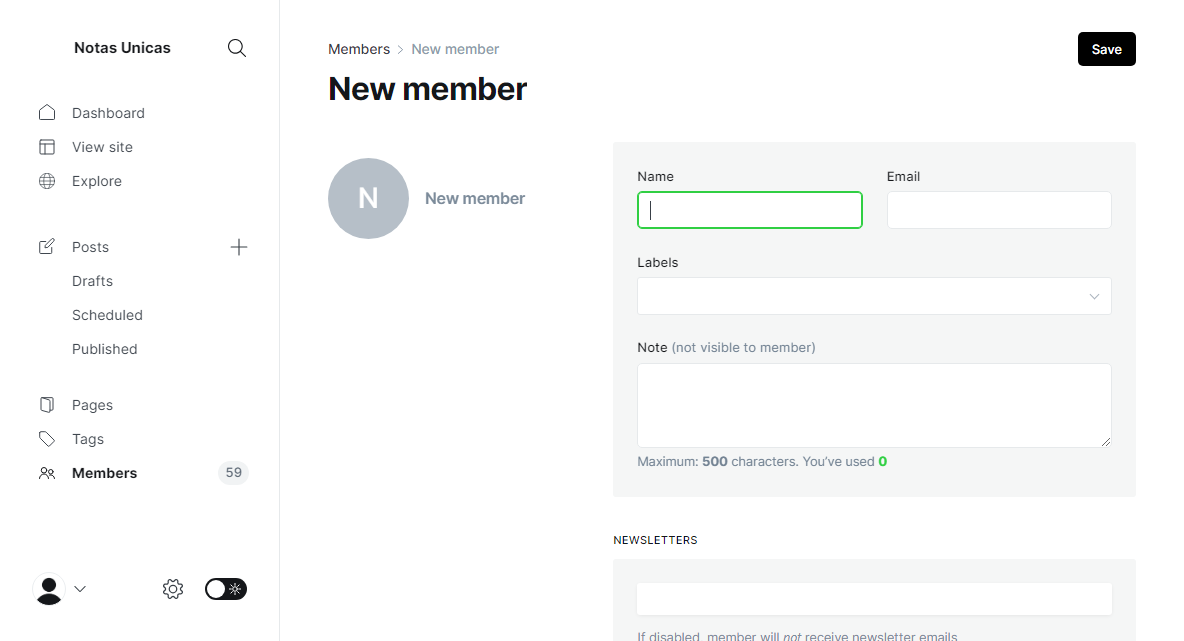 Notas Unicas
Dashboard
View site
Explore
Posts
Drafts
Scheduled
Published
Pages
Tags
Members 59
Members > New member
Save
New member
N New member
Name Email
Labels
Note (not visible to member)
Maximum: 500 characters. You’ve used 0
NEWSLETTERS
If disabled, member will not receive newsletter emails